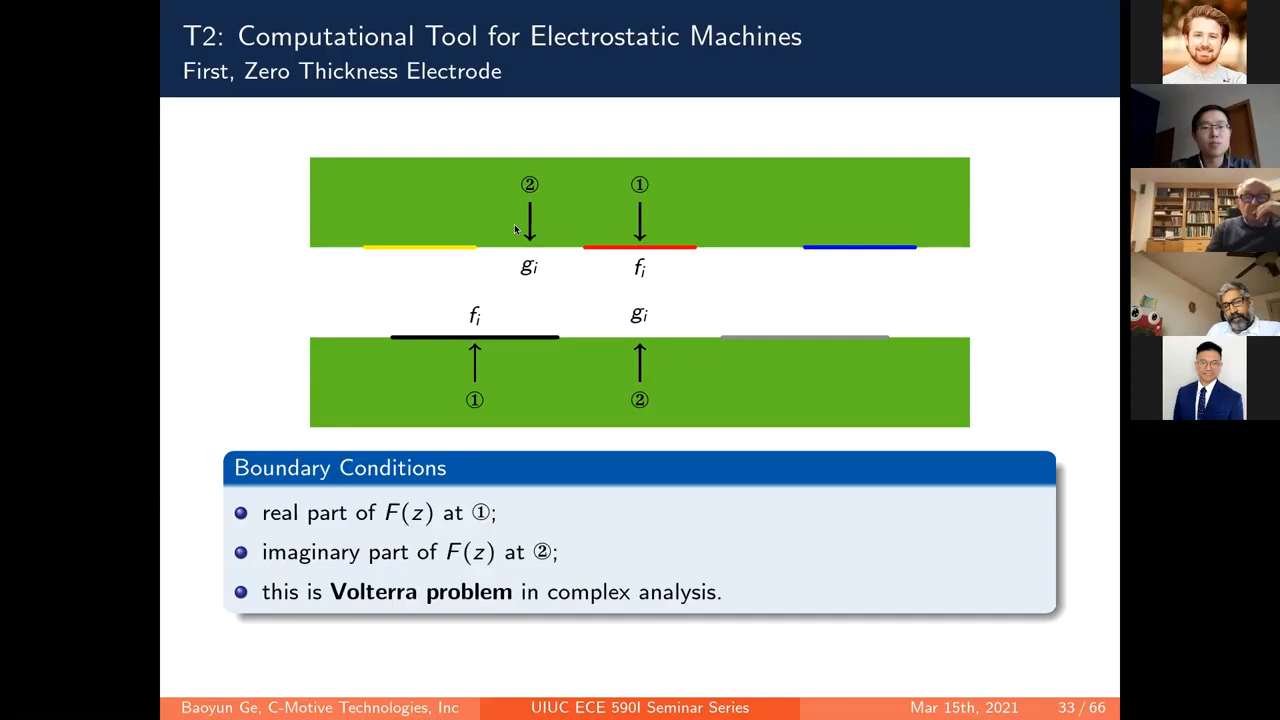 T2: Computational Tool for Electrostatic Machines
First, Zero Thickness Electrode
② ①
gᵢ fᵢ
fᵢ gᵢ
① ②
Boundary Conditions
real part of F(z) at ①;
imaginary part of F(z) at ②;
this is Volterra problem in complex analysis.
Baoyun Ge, C-Motive Technologies, Inc UIUC ECE 590I Seminar Series Mar 15th, 2021 33 / 66